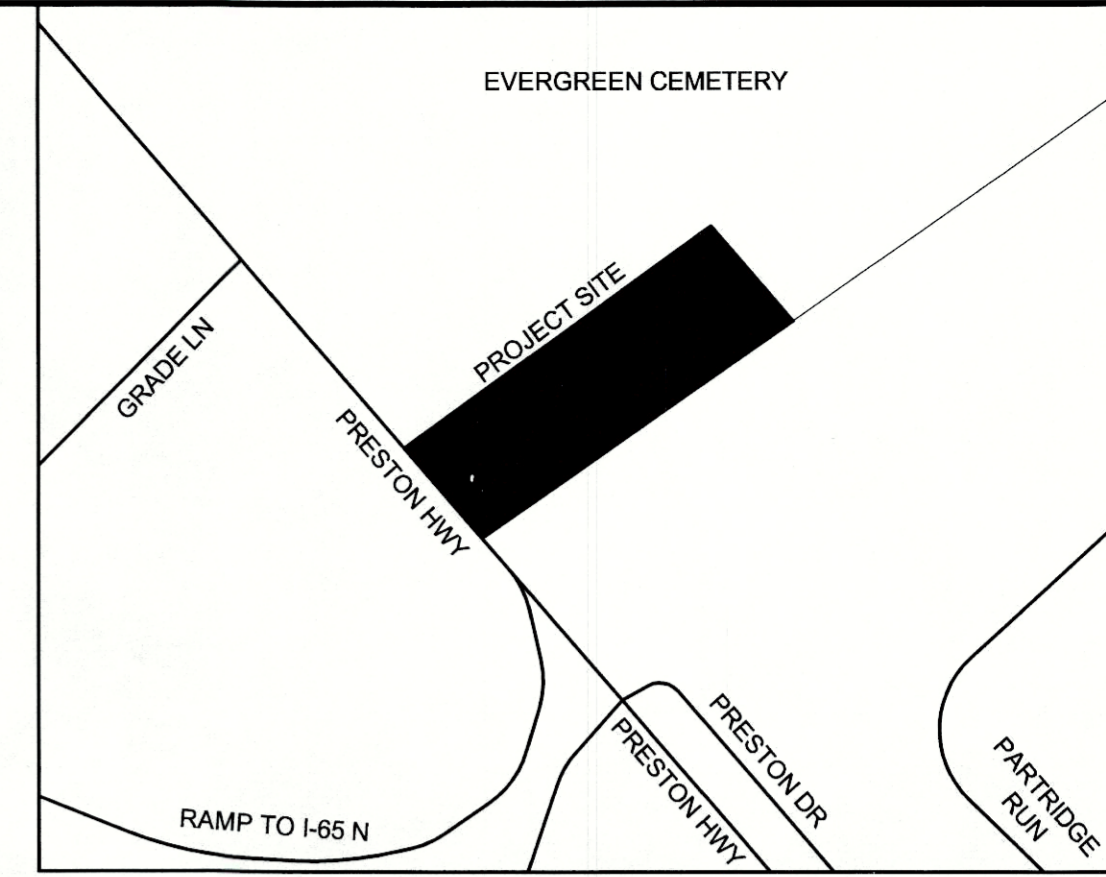 EVERGREEN CEMETERY
PROJECT SITE
GRADE LN
PRESTON HWY
PRESTON DR
PRESTON HWY
PARTRIDGE
RUN
RAMP TO I-65 N